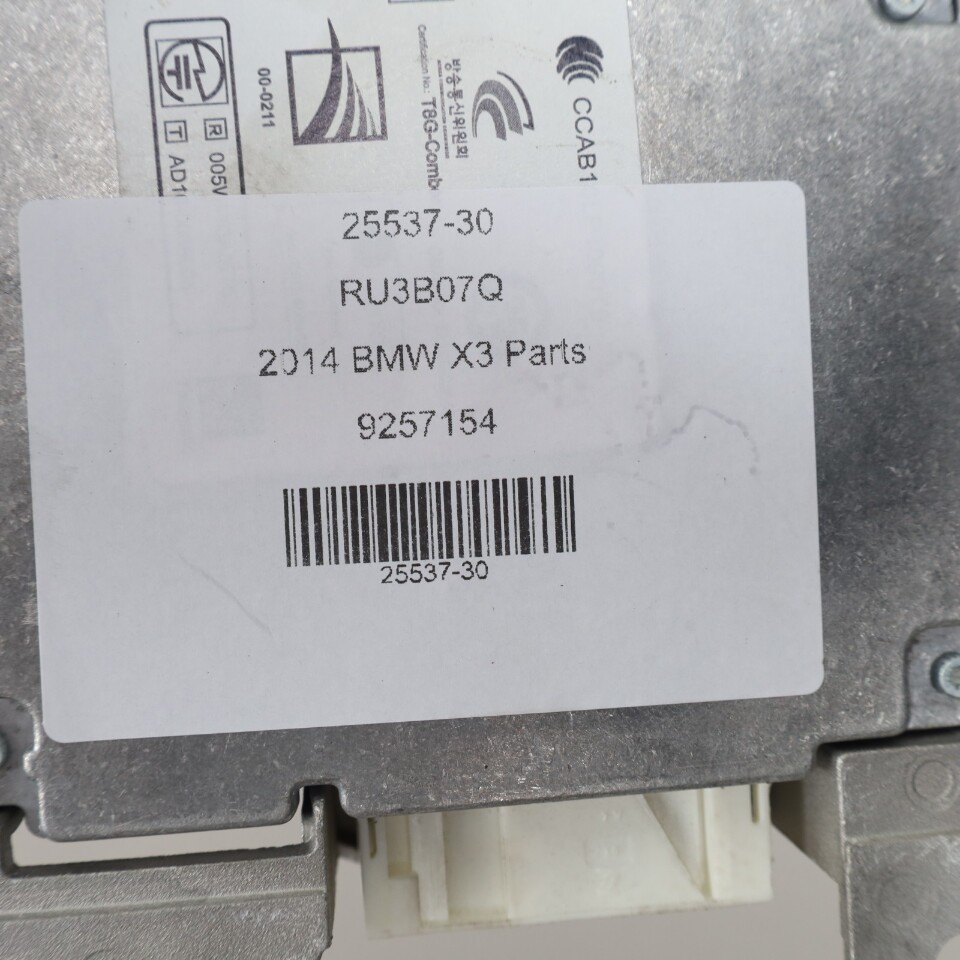 R 005V
T AD1
00-0211
Certification No.: T8G-Comb
방송통신위원회
CCAB1
25537-30
RU3B07Q
2014 BMW X3 Parts
9257154
25537-30